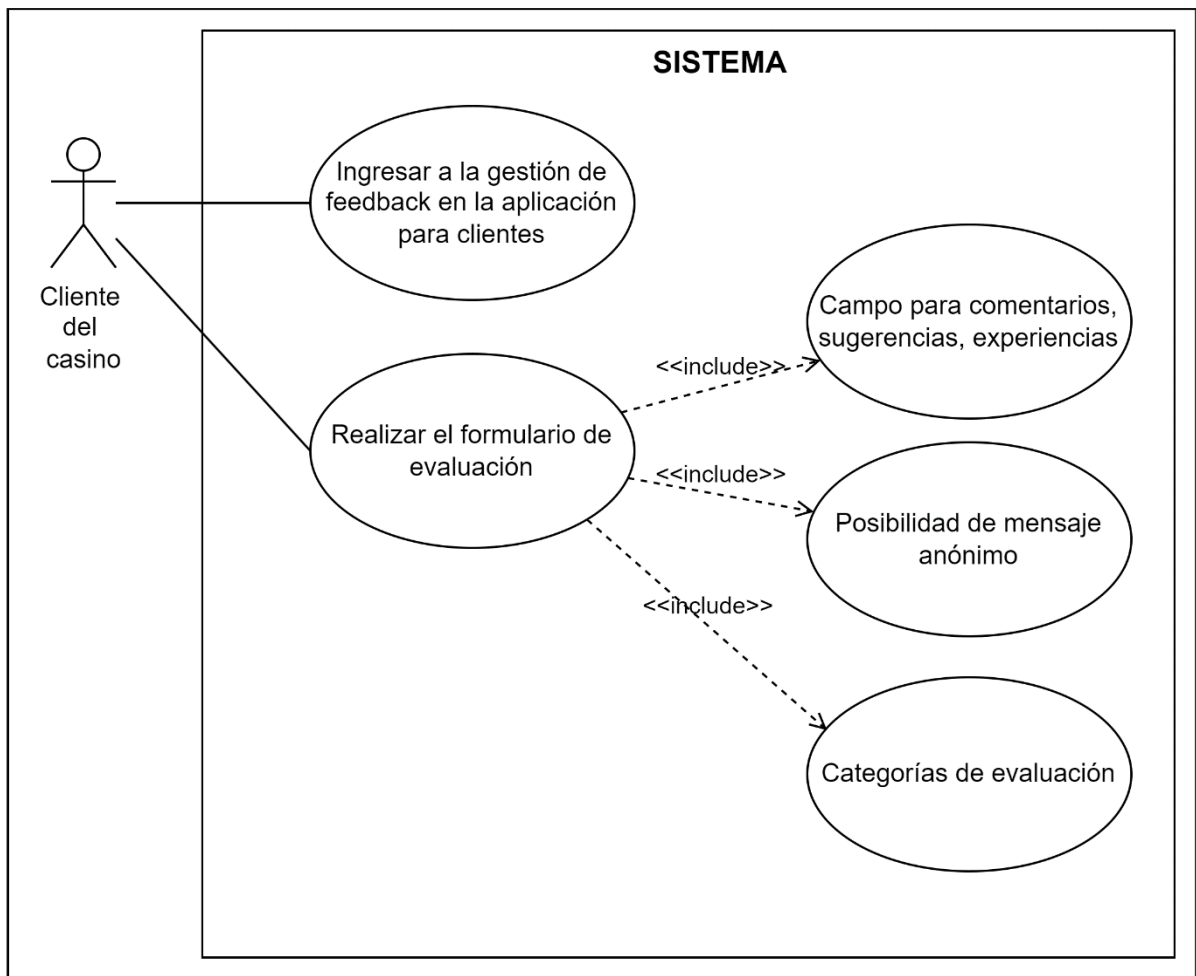 SISTEMA
Ingresar a la gestión de
feedback en la aplicación
para clientes
Cliente
del
casino
Campo para comentarios,
sugerencias, experiencias
<<include>>
Realizar el formulario de
evaluación
<<include>>
Posibilidad de mensaje
anónimo
<<include>>
Categorías de evaluación